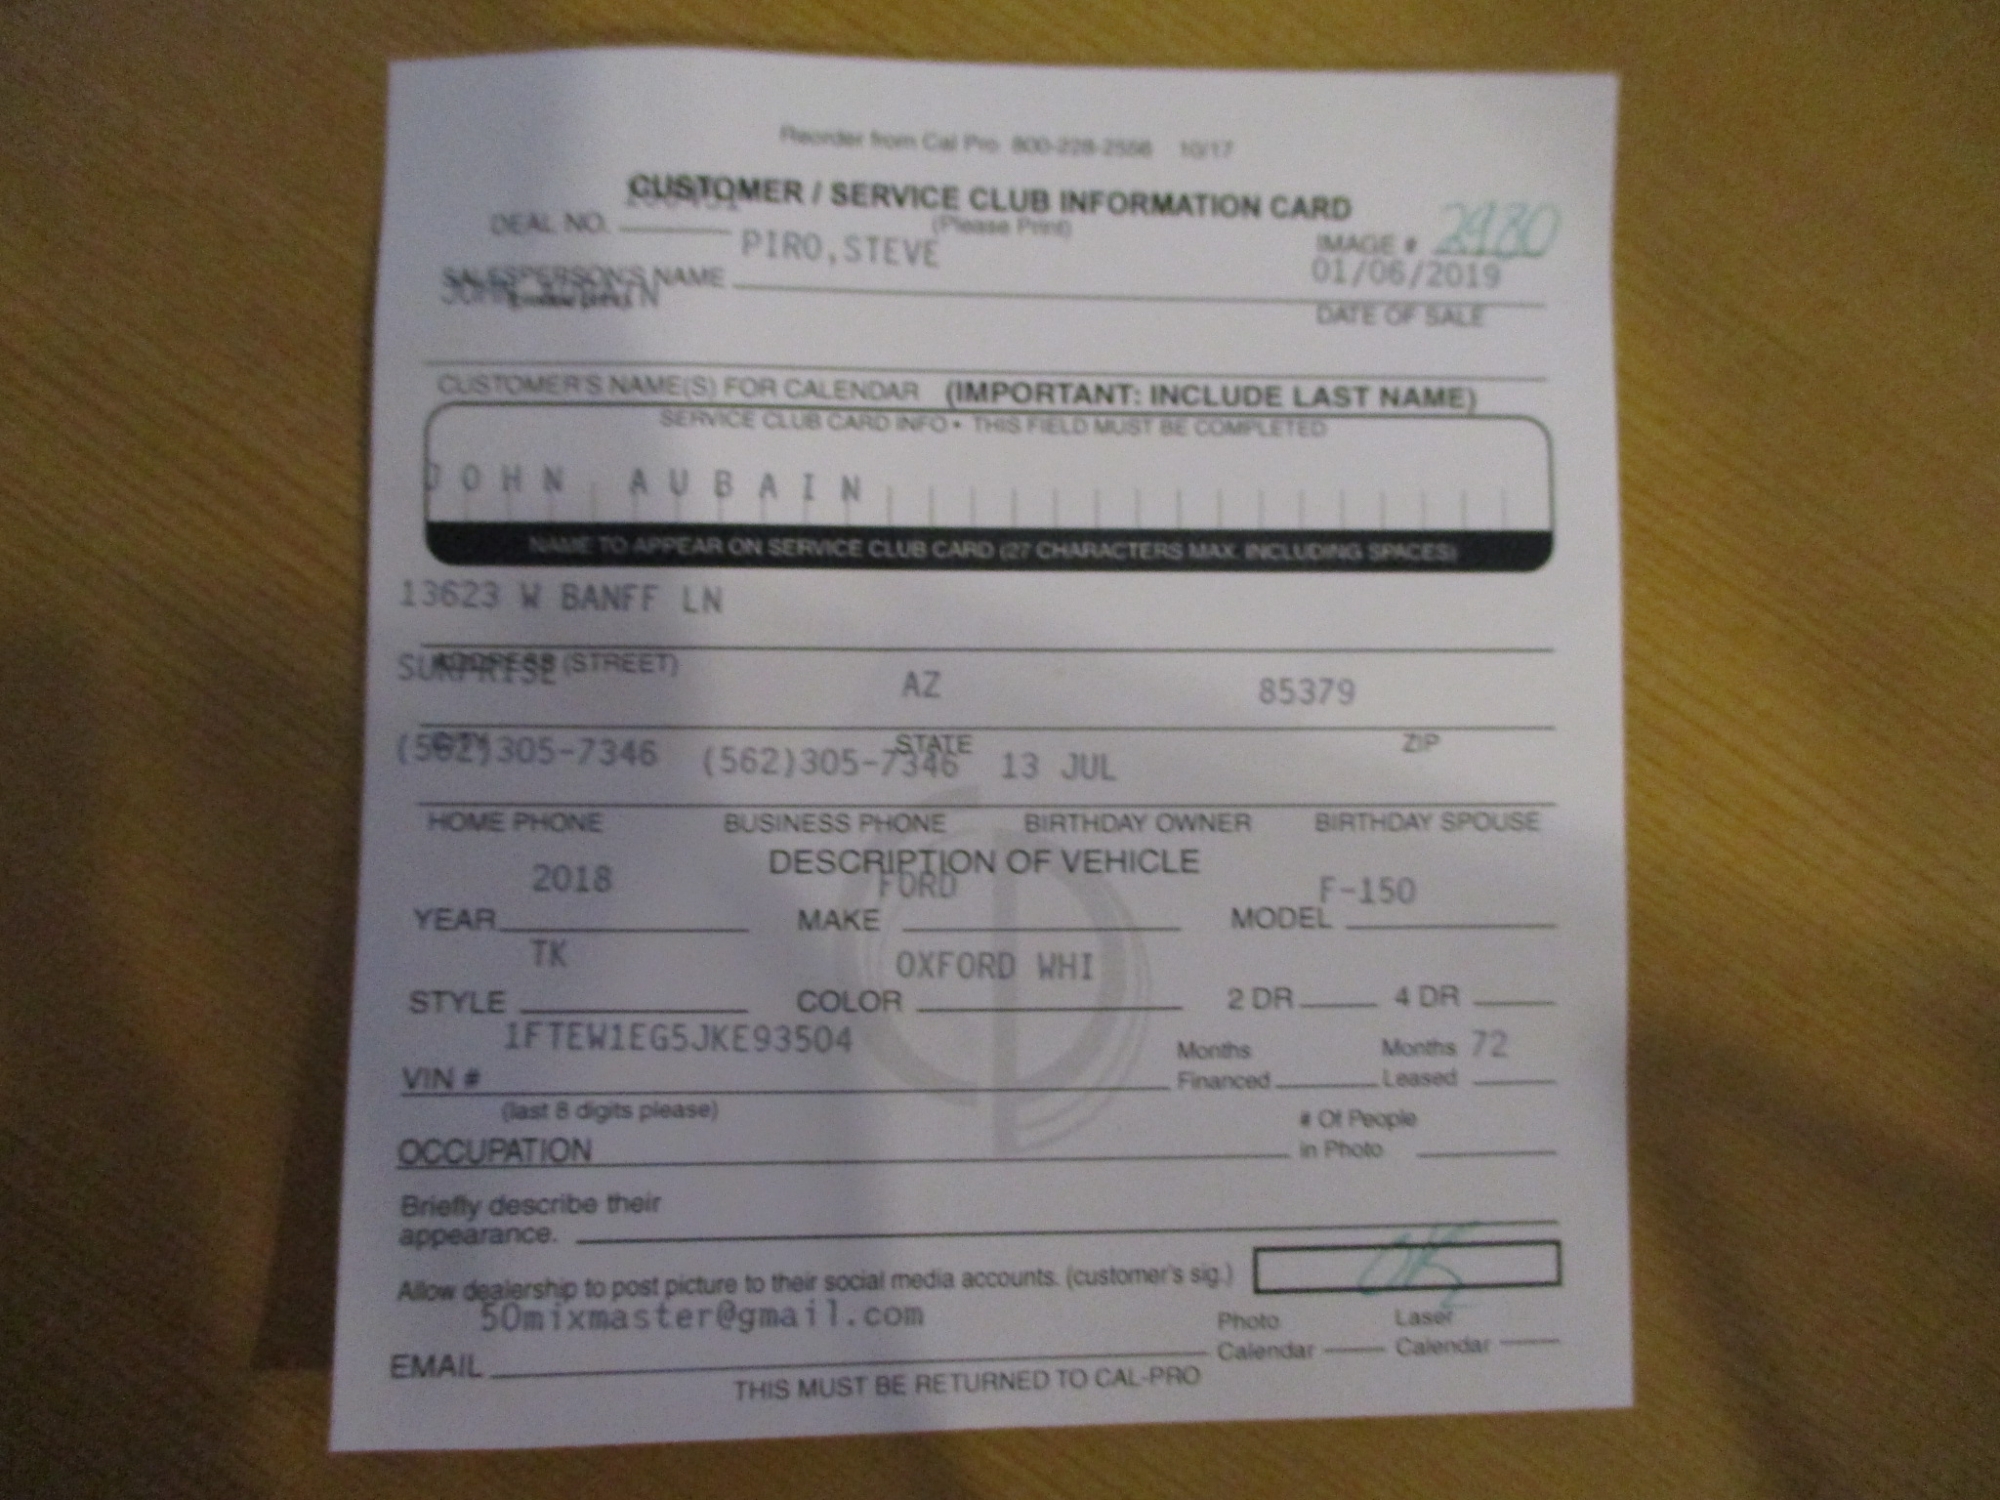 Reorder from Cal Pro 800-228-2556 10/17
CUSTOMER / SERVICE CLUB INFORMATION CARD
DEAL NO. (Please Print) IMAGE # 2980
PIRO,STEVE 01/06/2019
SALESPERSON'S NAME
DATE OF SALE
CUSTOMER'S NAME(S) FOR CALENDAR (IMPORTANT: INCLUDE LAST NAME)
SERVICE CLUB CARD INFO • THIS FIELD MUST BE COMPLETED
JOHN AUBAIN
NAME TO APPEAR ON SERVICE CLUB CARD (27 CHARACTERS MAX. INCLUDING SPACES)
13623 W BANFF LN
ADDRESS (STREET)
SURPRISE AZ 85379
CITY STATE ZIP
(562)305-7346 (562)305-7346 13 JUL
HOME PHONE BUSINESS PHONE BIRTHDAY OWNER BIRTHDAY SPOUSE
DESCRIPTION OF VEHICLE
2018 FORD F-150
YEAR MAKE MODEL
TK OXFORD WHI
STYLE COLOR 2 DR 4 DR
1FTEW1EG5JKE93504 Months Months 72
VIN # Financed Leased
(last 8 digits please) # Of People
OCCUPATION in Photo
Briefly describe their
appearance.
Allow dealership to post picture to their social media accounts. (customer's sig.) OK
50mixmaster@gmail.com Photo Laser
EMAIL Calendar Calendar
THIS MUST BE RETURNED TO CAL-PRO